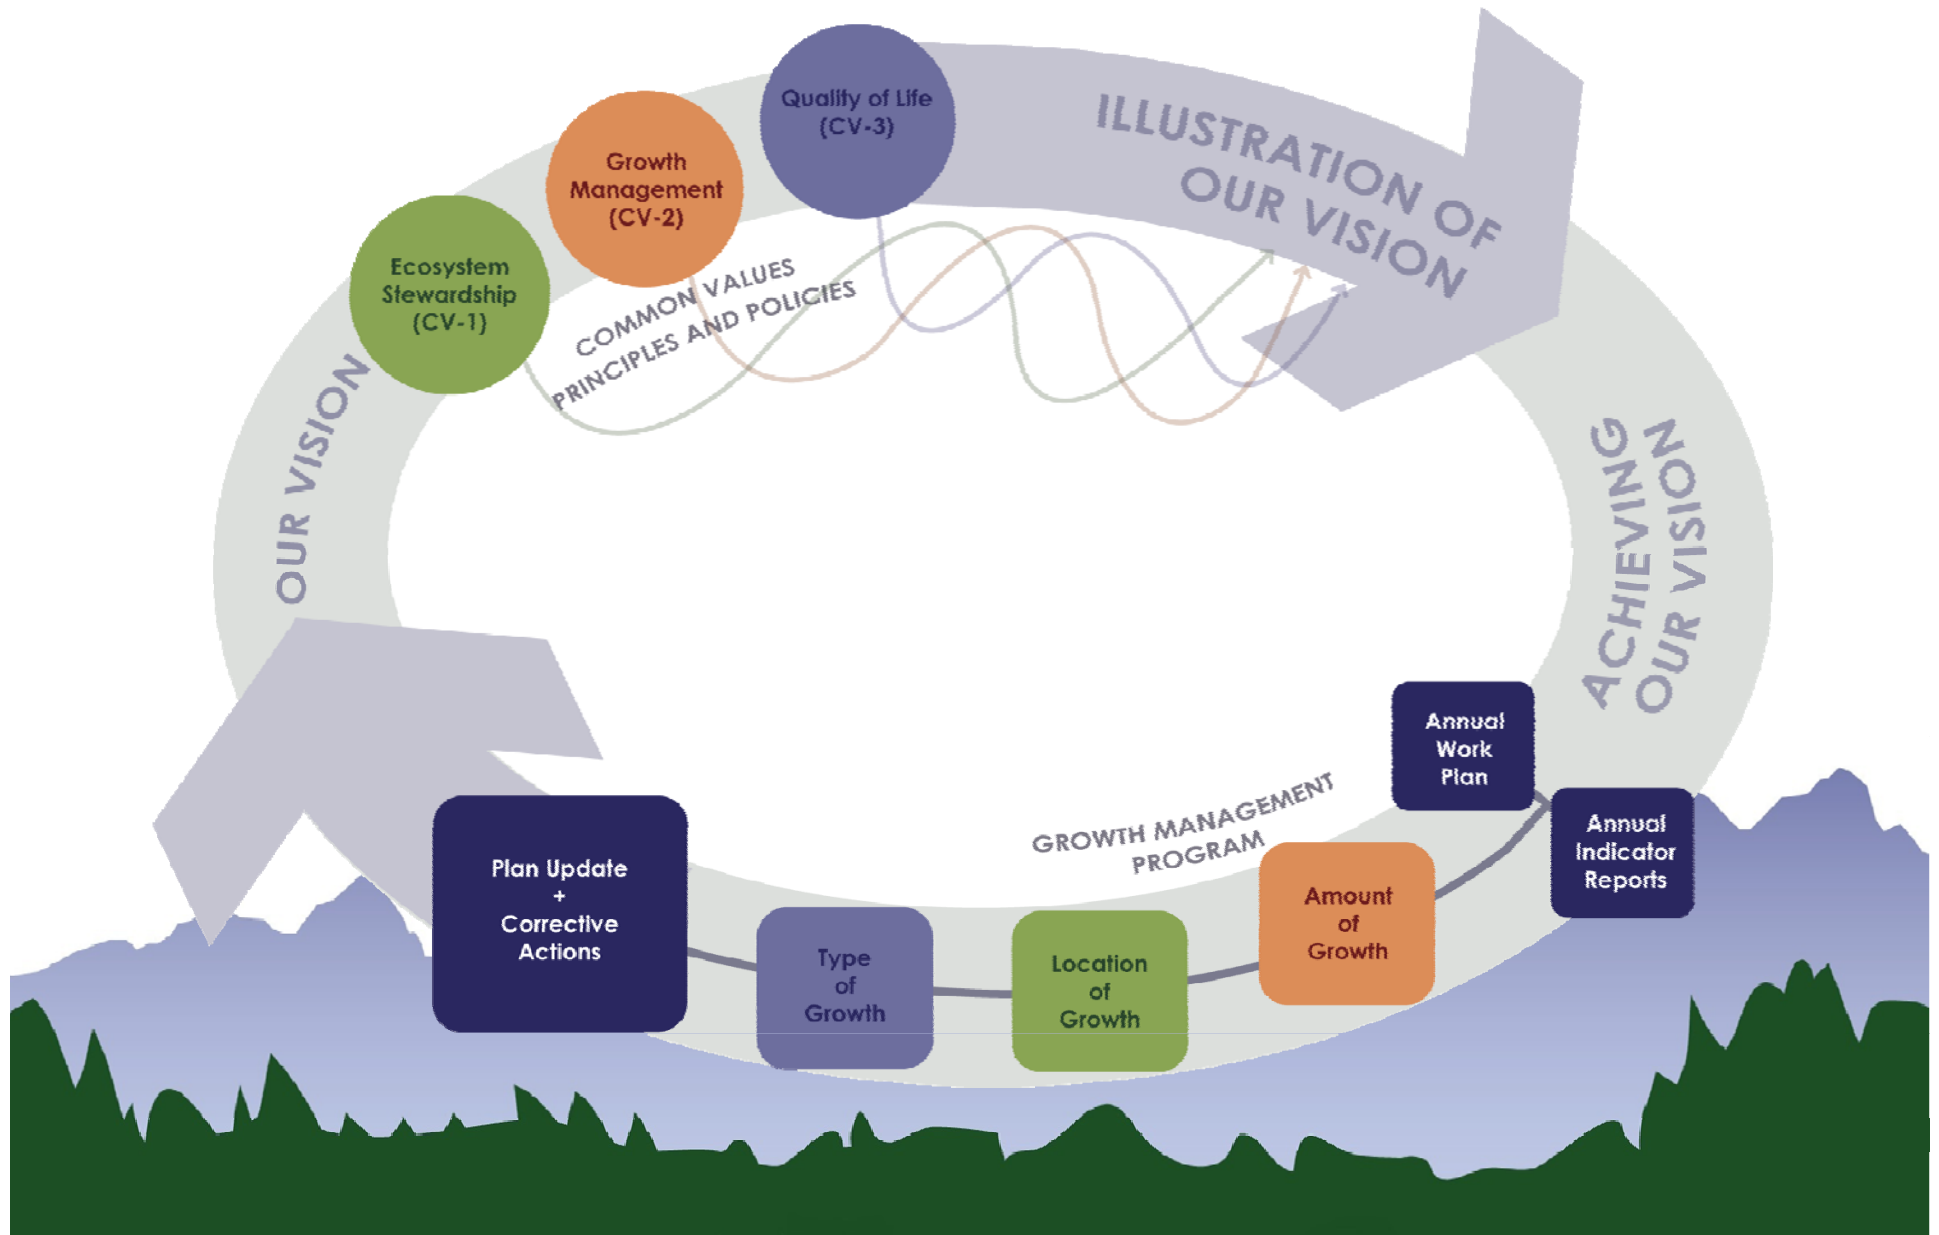 Quality of Life
(CV-3)
Growth
Management
(CV-2)
Ecosystem
Stewardship
(CV-1)
ILLUSTRATION OF
OUR VISION
COMMON VALUES
PRINCIPLES AND POLICIES
OUR VISION
ACHIEVING
OUR VISION
Annual
Work
Plan
Annual
Indicator
Reports
GROWTH MANAGEMENT
PROGRAM
Amount
of
Growth
Location
of
Growth
Type
of
Growth
Plan Update
+
Corrective
Actions